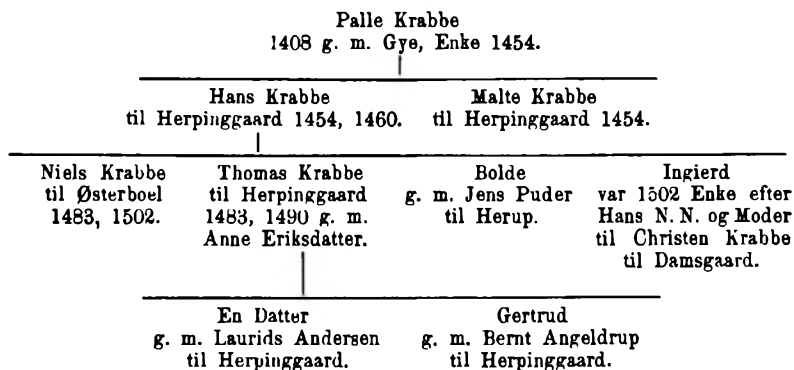 Palle Krabbe
1408 g. m. Gye, Enke 1454.
Hans Krabbe
til Herpinggaard 1454, 1460.
Malte Krabbe
til Herpinggaard 1454.
Niels Krabbe
til Østerboel
1483, 1502.
Thomas Krabbe
til Herpinggaard
1483, 1490 g. m.
Anne Eriksdatter.
Bolde
g. m. Jens Puder
til Herup.
Ingierd
var 1502 Enke efter
Hans N. N. og Moder
til Christen Krabbe
til Damsgaard.
En Datter
g. m. Laurids Andersen
til Herpinggaard.
Gertrud
g. m. Bernt Angeldrup
til Herpinggaard.